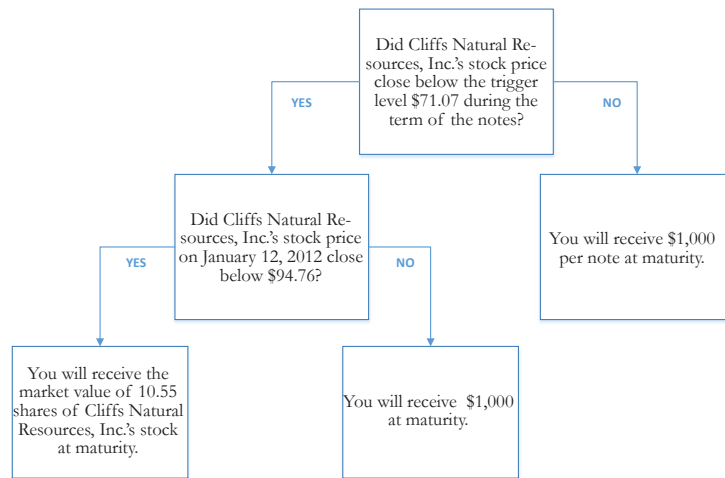 Did Cliffs Natural Re-
sources, Inc.'s stock price
close below the trigger
level $71.07 during the
term of the notes?
YES
NO
Did Cliffs Natural Re-
sources, Inc.'s stock price
on January 12, 2012 close
below $94.76?
You will receive $1,000
per note at maturity.
YES
NO
You will receive the
market value of 10.55
shares of Cliffs Natural
Resources, Inc.'s stock
at maturity.
You will receive $1,000
at maturity.